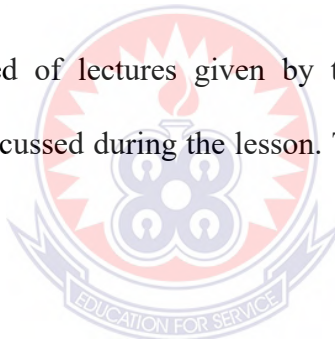 ed of lectures given by t
cussed during the lesson. T
EDUCATION FOR SERVICE